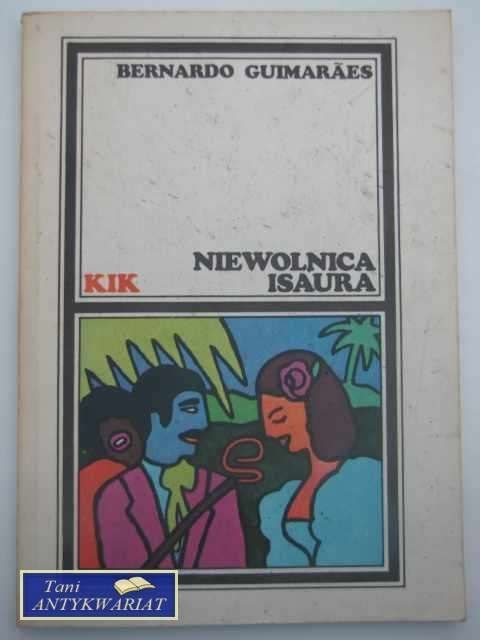 BERNARDO GUIMARÃES
NIEWOLNICA
KIK ISAURA
Tani
ANTYKWARIAT